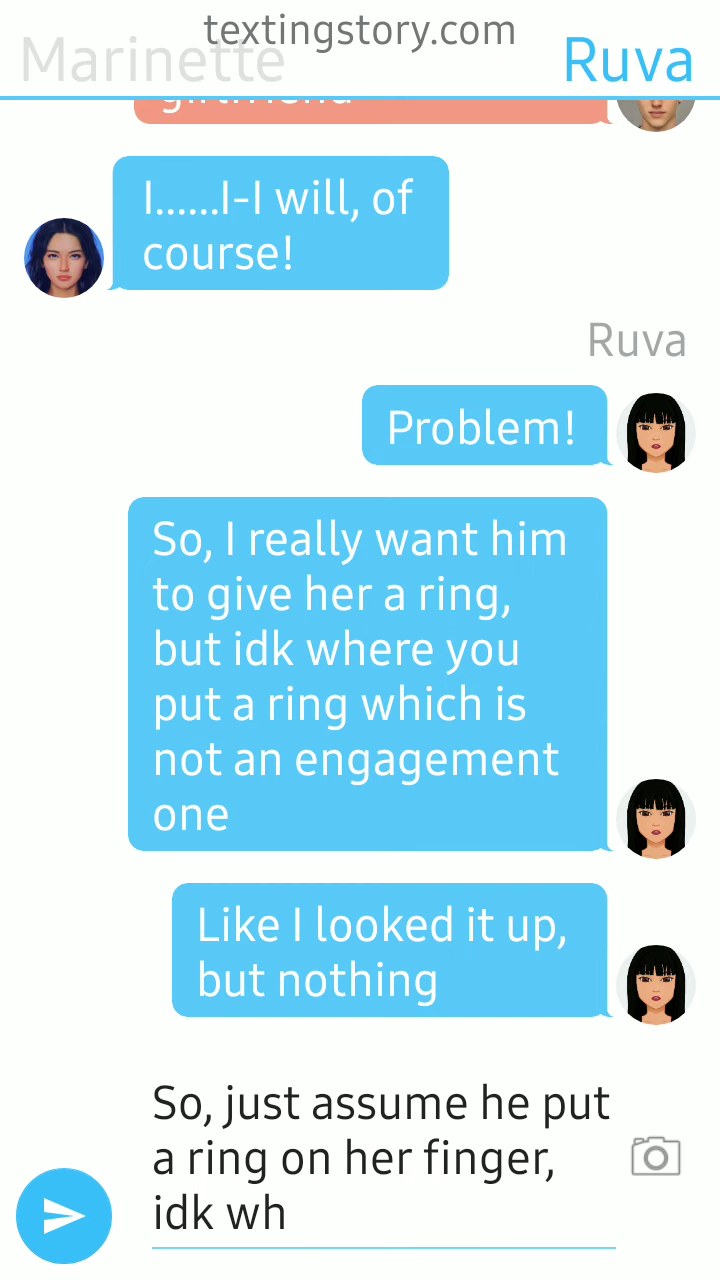 textingstory.com
Marinette
Ruva
girlfriend
I......I-I will, of
course!
Ruva
Problem!
So, I really want him
to give her a ring,
but idk where you
put a ring which is
not an engagement
one
Like I looked it up,
but nothing
So, just assume he put
a ring on her finger,
idk wh